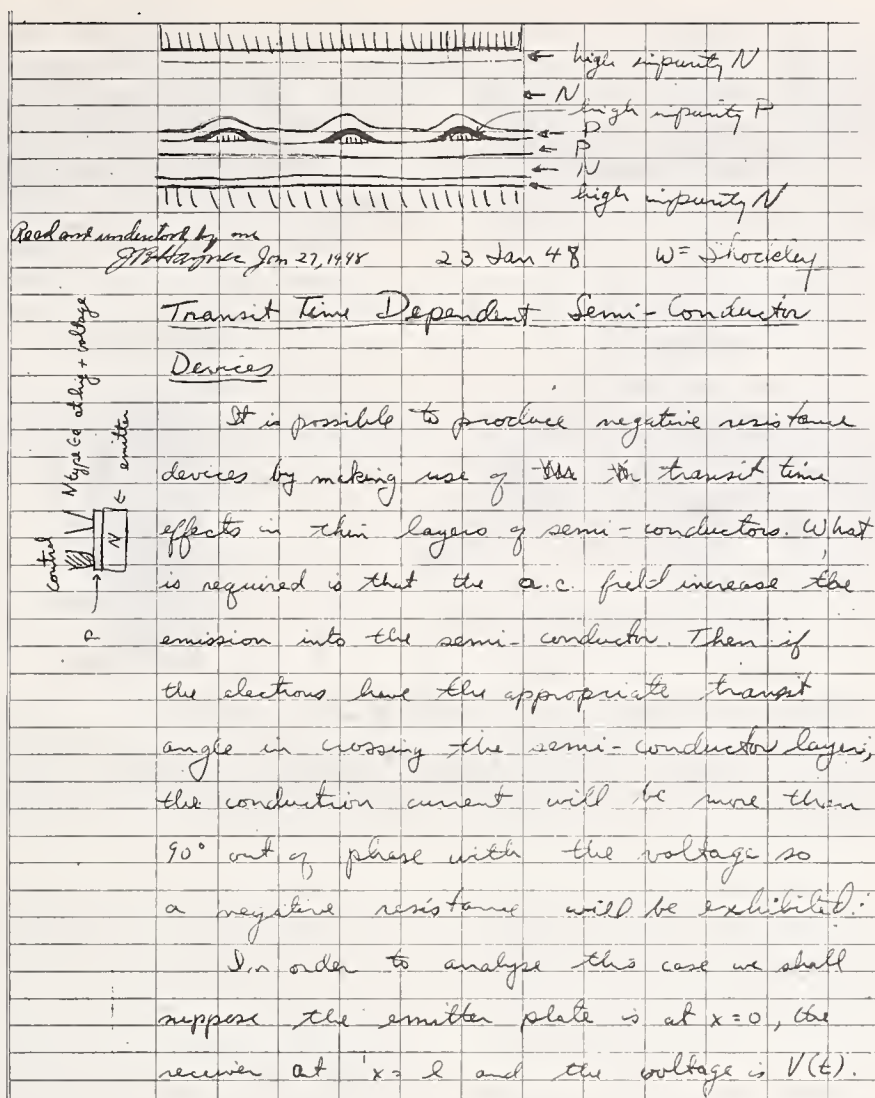 ← high impurity N
← N
high impurity P
← P
← P
← N
← high impurity N
Read and understood by me
Jan 27, 1948 23 Jan 48 W= Shockley
Transit Time Dependent Semi-Conductor
Devices
control
N type Ge at hig + voltage
← emitter
N
It is possible to produce negative resistance
devices by making use of transit time
effects in thin layers of semi-conductors. What
is required is that the a.c. field increase the
emission into the semi-conductor. Then if
the electrons have the appropriate transit
angle in crossing the semi-conductor layer,
the conduction current will be more than
90° out of phase with the voltage so
a negative resistance will be exhibited.
In order to analyse this case we shall
suppose the emitter plate is at x=0, the
receiver at x=l and the voltage is V(t).